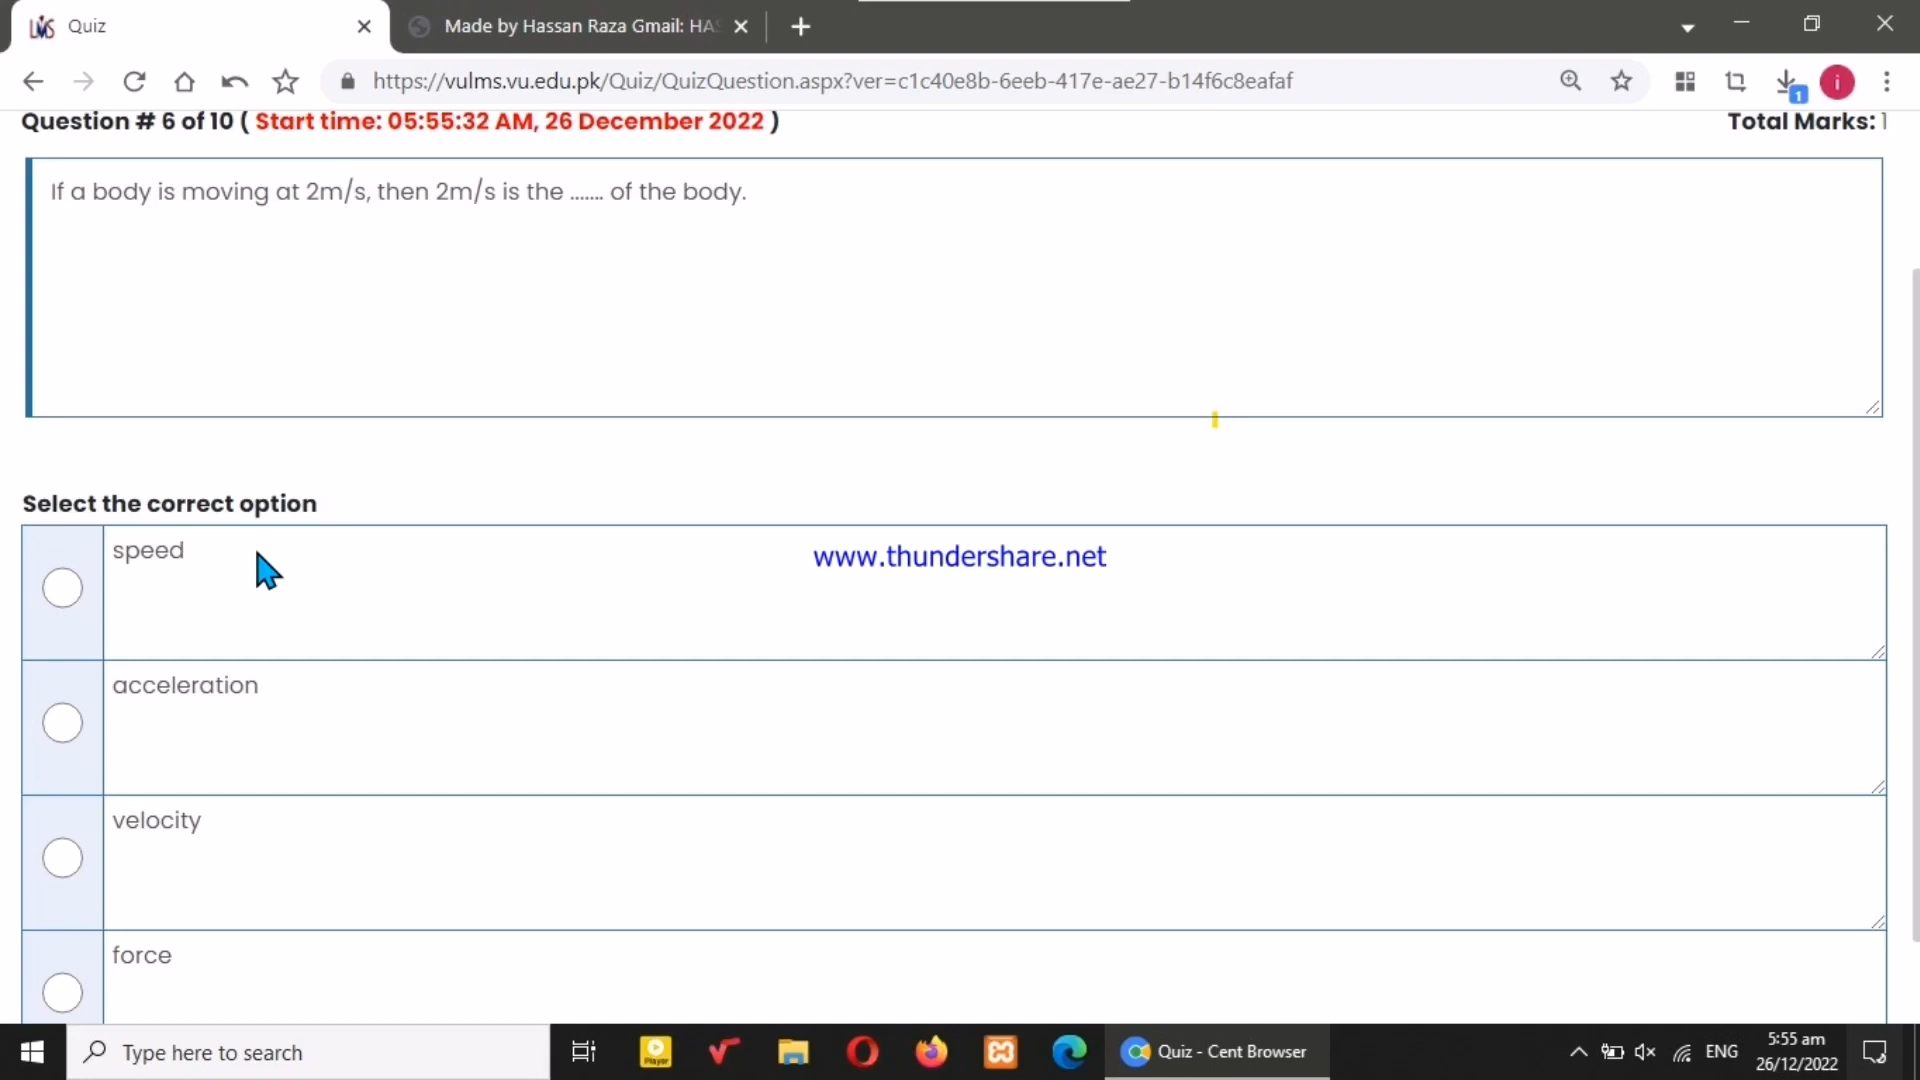 Quiz
Made by Hassan Raza Gmail: HAS
https://vulms.vu.edu.pk/Quiz/QuizQuestion.aspx?ver=c1c40e8b-6eeb-417e-ae27-b14f6c8eafaf
i
1
Question # 6 of 10 ( Start time: 05:55:32 AM, 26 December 2022 )
Total Marks: 1
If a body is moving at 2m/s, then 2m/s is the ....... of the body.
Select the correct option
speed
www.thundershare.net
acceleration
velocity
force
Type here to search
Player
Quiz - Cent Browser
ENG
5:55 am
26/12/2022